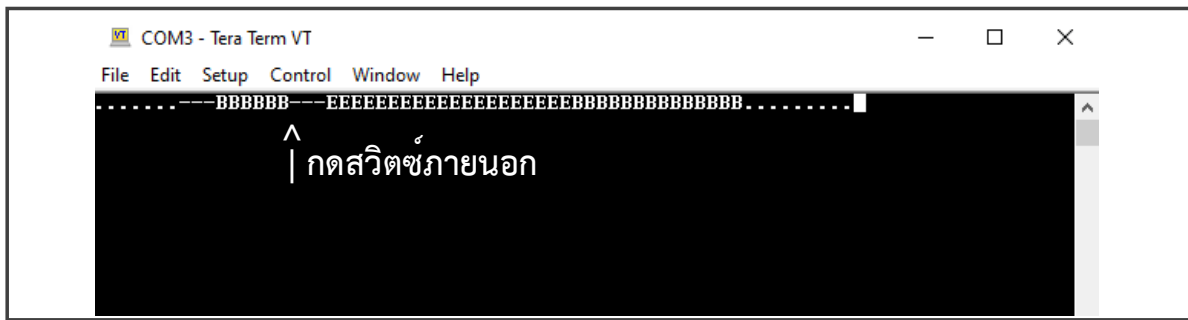 COM3 - Tera Term VT
File Edit Setup Control Window Help
.......---BBBBBB---EEEEEEEEEEEEEEEEEEEEBBBBBBBBBBBBBB.........
^
| กดสวิตซ์ภายนอก